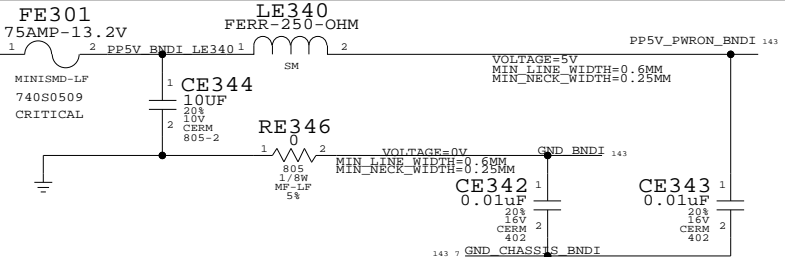 FE301
75AMP-13.2V
1
2
PP5V_BNDI_LE340
MINISMD-LF
740S0509
CRITICAL
LE340
FERR-250-OHM
1
2
SM
PP5V_PWRON_BNDI 143
VOLTAGE=5V
MIN_LINE_WIDTH=0.6MM
MIN_NECK_WIDTH=0.25MM
1
CE344
10UF
20%
10V
2
CERM
805-2
RE346
0
1
2
805
1/8W
MF-LF
5%
VOLTAGE=0V
MIN_LINE_WIDTH=0.6MM
MIN_NECK_WIDTH=0.25MM
GND_BNDI 143
CE342
1
0.01uF
20%
16V
2
CERM
402
CE343
1
0.01uF
20%
16V
2
CERM
402
143 7 GND_CHASSIS_BNDI